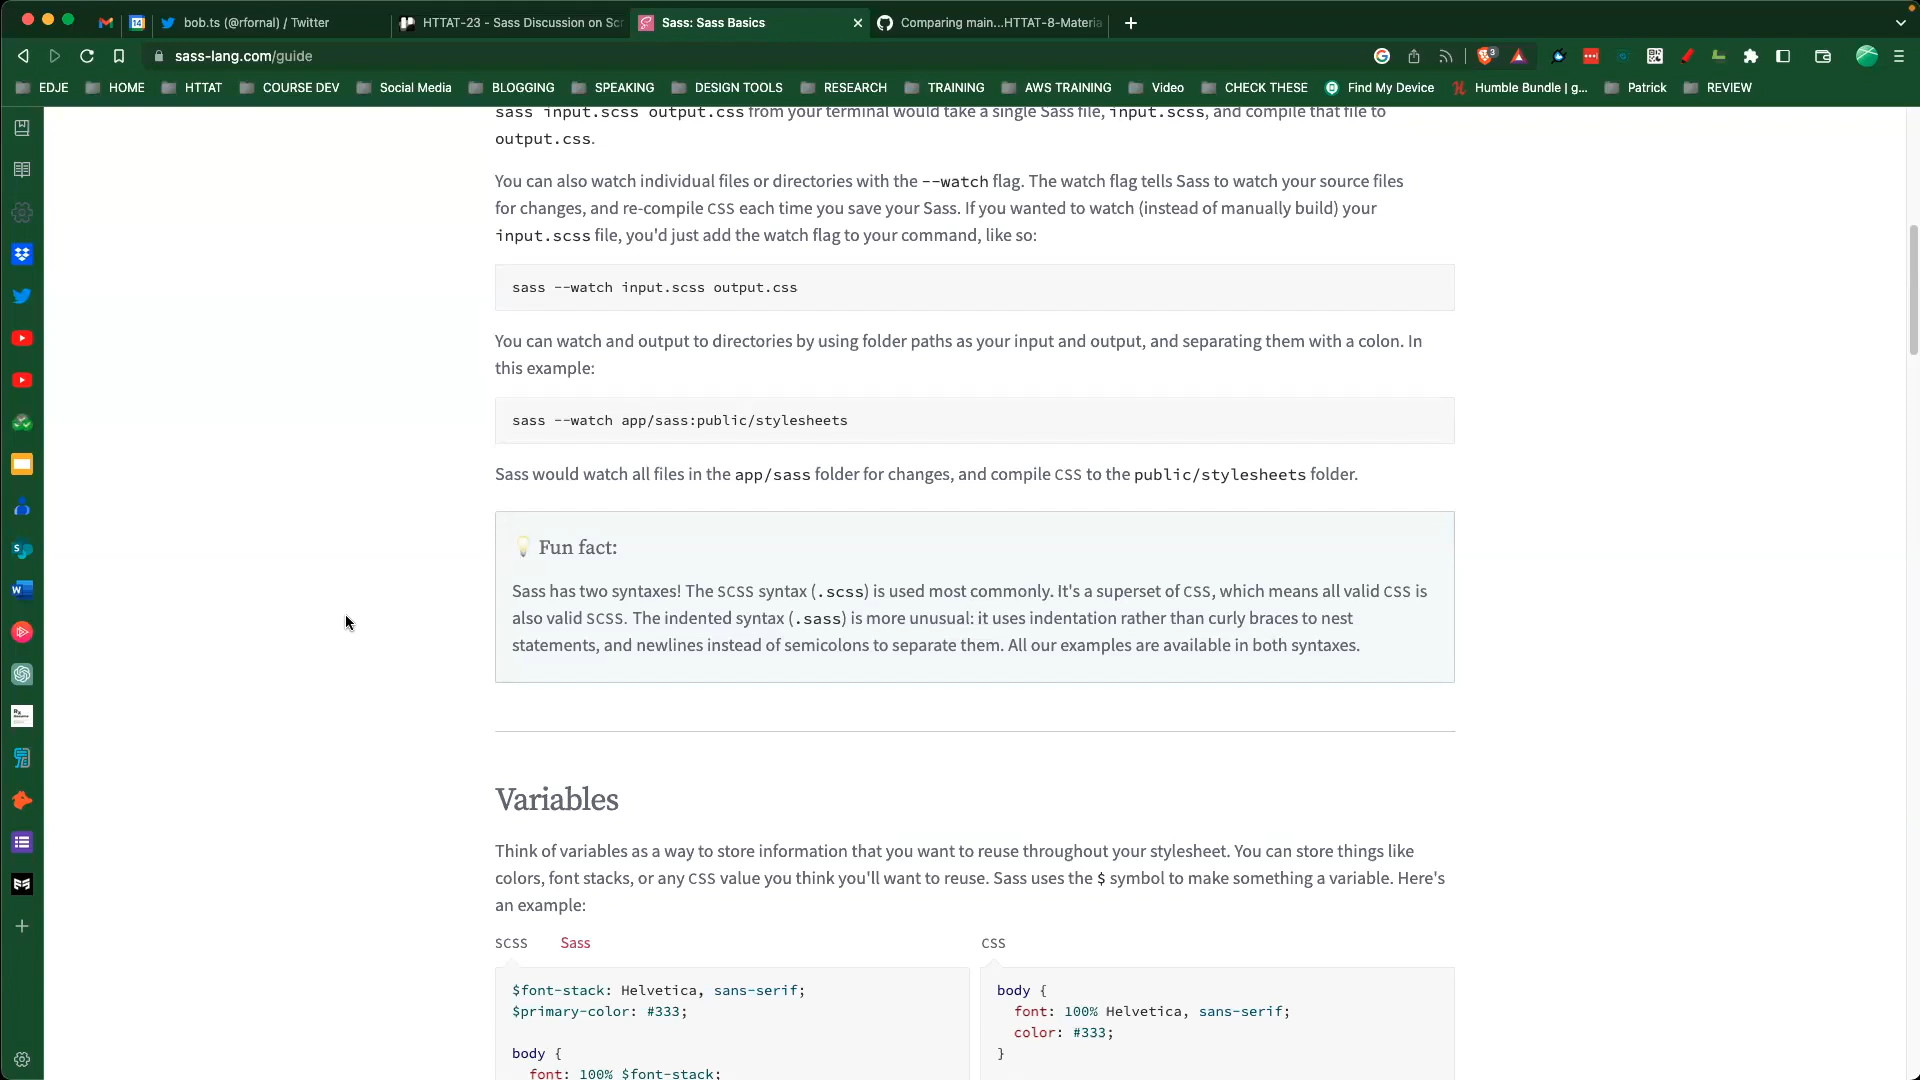 bob.ts (@rfornal) / Twitter
HTTAT-23 - Sass Discussion on Scr
Sass: Sass Basics
Comparing main...HTTAT-8-Materia
sass-lang.com/guide
EDJE HOME HTTAT COURSE DEV Social Media BLOGGING SPEAKING DESIGN TOOLS RESEARCH TRAINING AWS TRAINING Video CHECK THESE Find My Device Humble Bundle | g... Patrick REVIEW
sass input.scss output.css from your terminal would take a single Sass file, input.scss, and compile that file to
output.css.
You can also watch individual files or directories with the --watch flag. The watch flag tells Sass to watch your source files
for changes, and re-compile CSS each time you save your Sass. If you wanted to watch (instead of manually build) your
input.scss file, you'd just add the watch flag to your command, like so:
sass --watch input.scss output.css
You can watch and output to directories by using folder paths as your input and output, and separating them with a colon. In
this example:
sass --watch app/sass:public/stylesheets
Sass would watch all files in the app/sass folder for changes, and compile CSS to the public/stylesheets folder.
💡 Fun fact:
Sass has two syntaxes! The SCSS syntax (.scss) is used most commonly. It's a superset of CSS, which means all valid CSS is
also valid SCSS. The indented syntax (.sass) is more unusual: it uses indentation rather than curly braces to nest
statements, and newlines instead of semicolons to separate them. All our examples are available in both syntaxes.
Variables
Think of variables as a way to store information that you want to reuse throughout your stylesheet. You can store things like
colors, font stacks, or any CSS value you think you'll want to reuse. Sass uses the $ symbol to make something a variable. Here's
an example:
SCSS Sass
$font-stack: Helvetica, sans-serif;
$primary-color: #333;
body {
font: 100% $font-stack;
CSS
body {
font: 100% Helvetica, sans-serif;
color: #333;
}